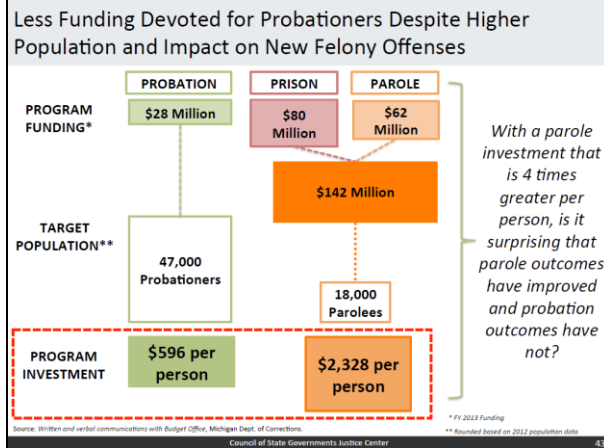 Less Funding Devoted for Probationers Despite Higher
Population and Impact on New Felony Offenses
PROBATION
PRISON
PAROLE
PROGRAM
FUNDING*
$28 Million
$80
Million
$62
Million
$142 Million
TARGET
POPULATION**
47,000
Probationers
18,000
Parolees
PROGRAM
INVESTMENT
$596 per
person
$2,328 per
person
With a parole
investment that
is 4 times
greater per
person, is it
surprising that
parole outcomes
have improved
and probation
outcomes have
not?
* FY 2013 Funding
** Rounded based on 2012 population data
Source: Written and verbal communications with Budget Office, Michigan Dept. of Corrections.
Council of State Governments Justice Center
43